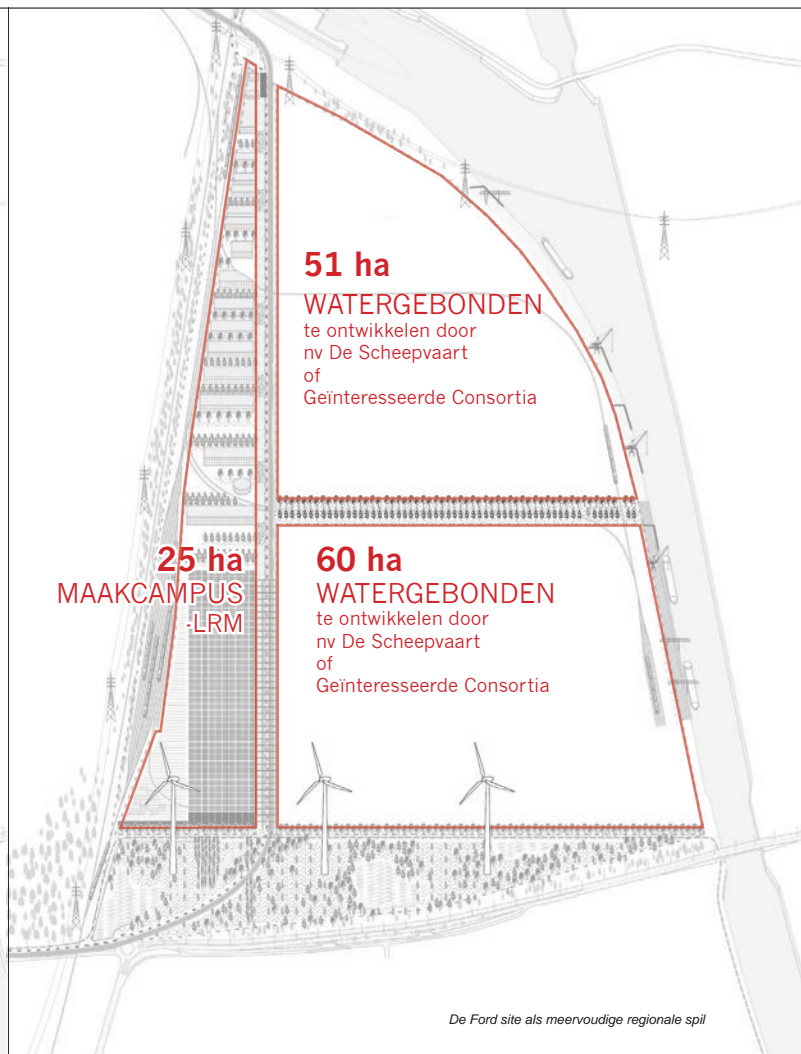 51 ha
WATERGEBONDEN
te ontwikkelen door
nv De Scheepvaart
of
Geïnteresseerde Consortia
25 ha
MAAKCAMPUS
-LRM
60 ha
WATERGEBONDEN
te ontwikkelen door
nv De Scheepvaart
of
Geïnteresseerde Consortia
De Ford site als meervoudige regionale spil